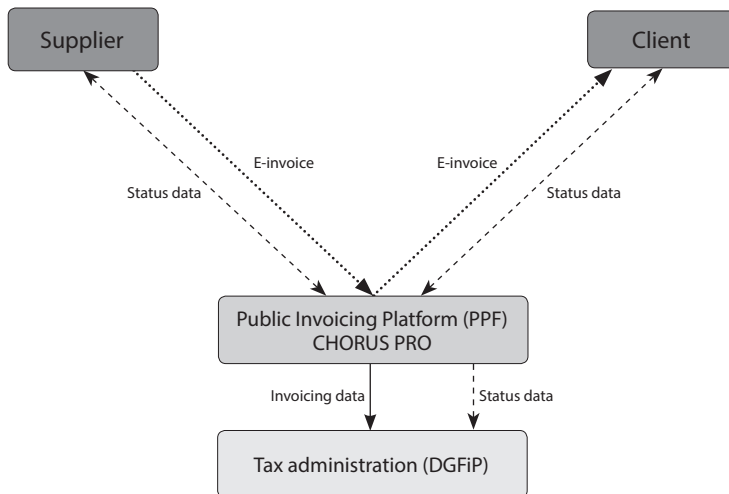 Supplier
Client
E-invoice
E-invoice
Status data
Status data
Public Invoicing Platform (PPF)
CHORUS PRO
Invoicing data
Status data
Tax administration (DGFiP)